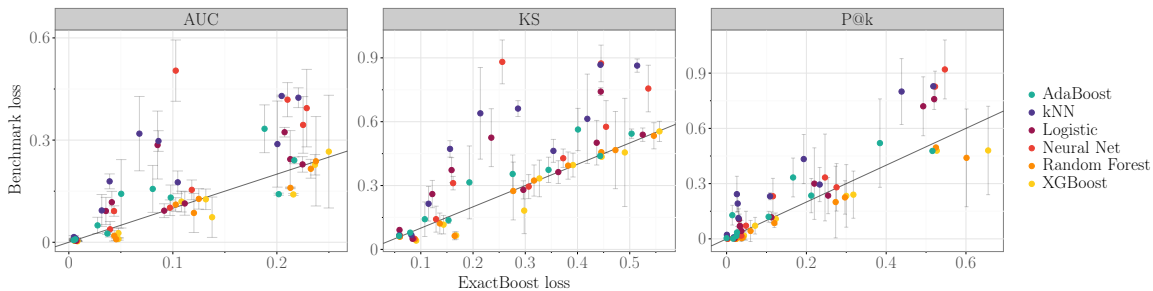 AUC
KS
P@k
Benchmark loss
0.6
0.3
0
0
0.1
0.2
0.9
0.6
0.3
0
0.1
0.2
0.3
0.4
0.5
0.9
0.6
0.3
0
0
0.2
0.4
0.6
ExactBoost loss
AdaBoost
kNN
Logistic
Neural Net
Random Forest
XGBoost